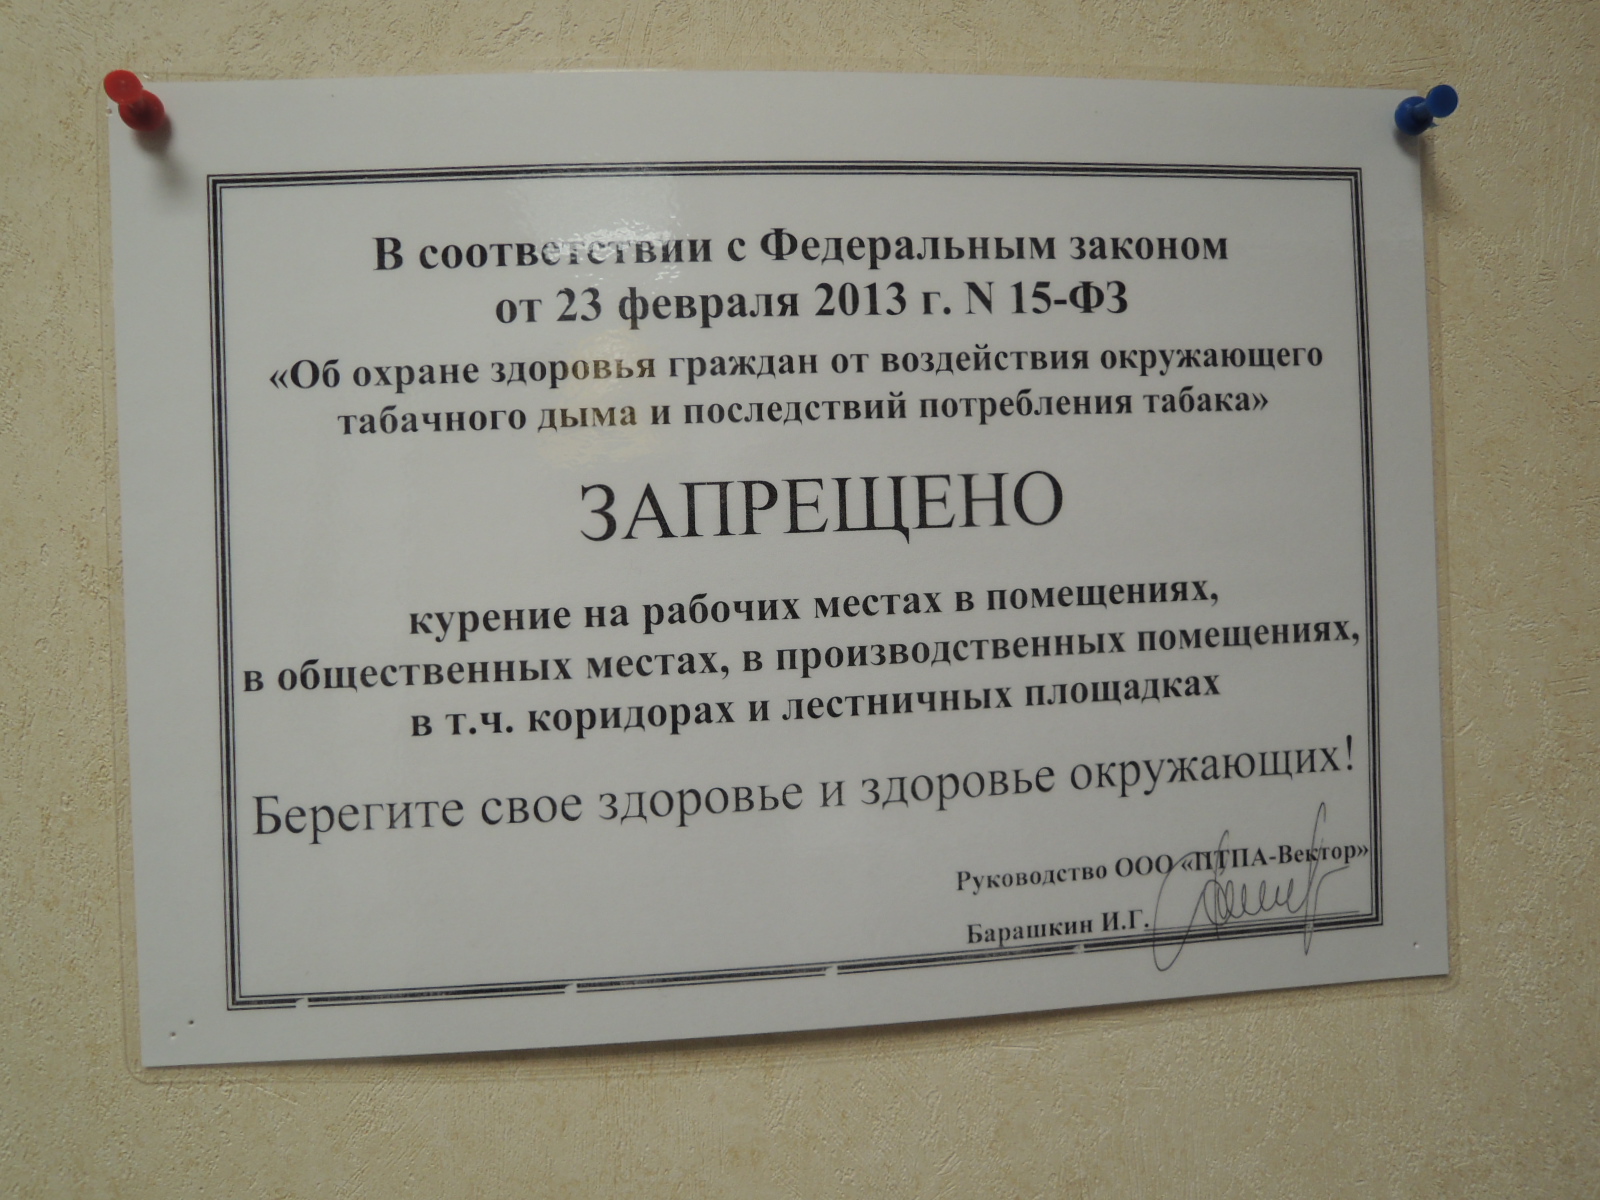 В соответствии с Федеральным законом
от 23 февраля 2013 г. N 15-ФЗ
«Об охране здоровья граждан от воздействия окружающего
табачного дыма и последствий потребления табака»
ЗАПРЕЩЕНО
курение на рабочих местах в помещениях,
в общественных местах, в производственных помещениях,
в т.ч. коридорах и лестничных площадках
Берегите свое здоровье и здоровье окружающих!
Руководство ООО «ПТПА-Вектор»
Барашкин И.Г.